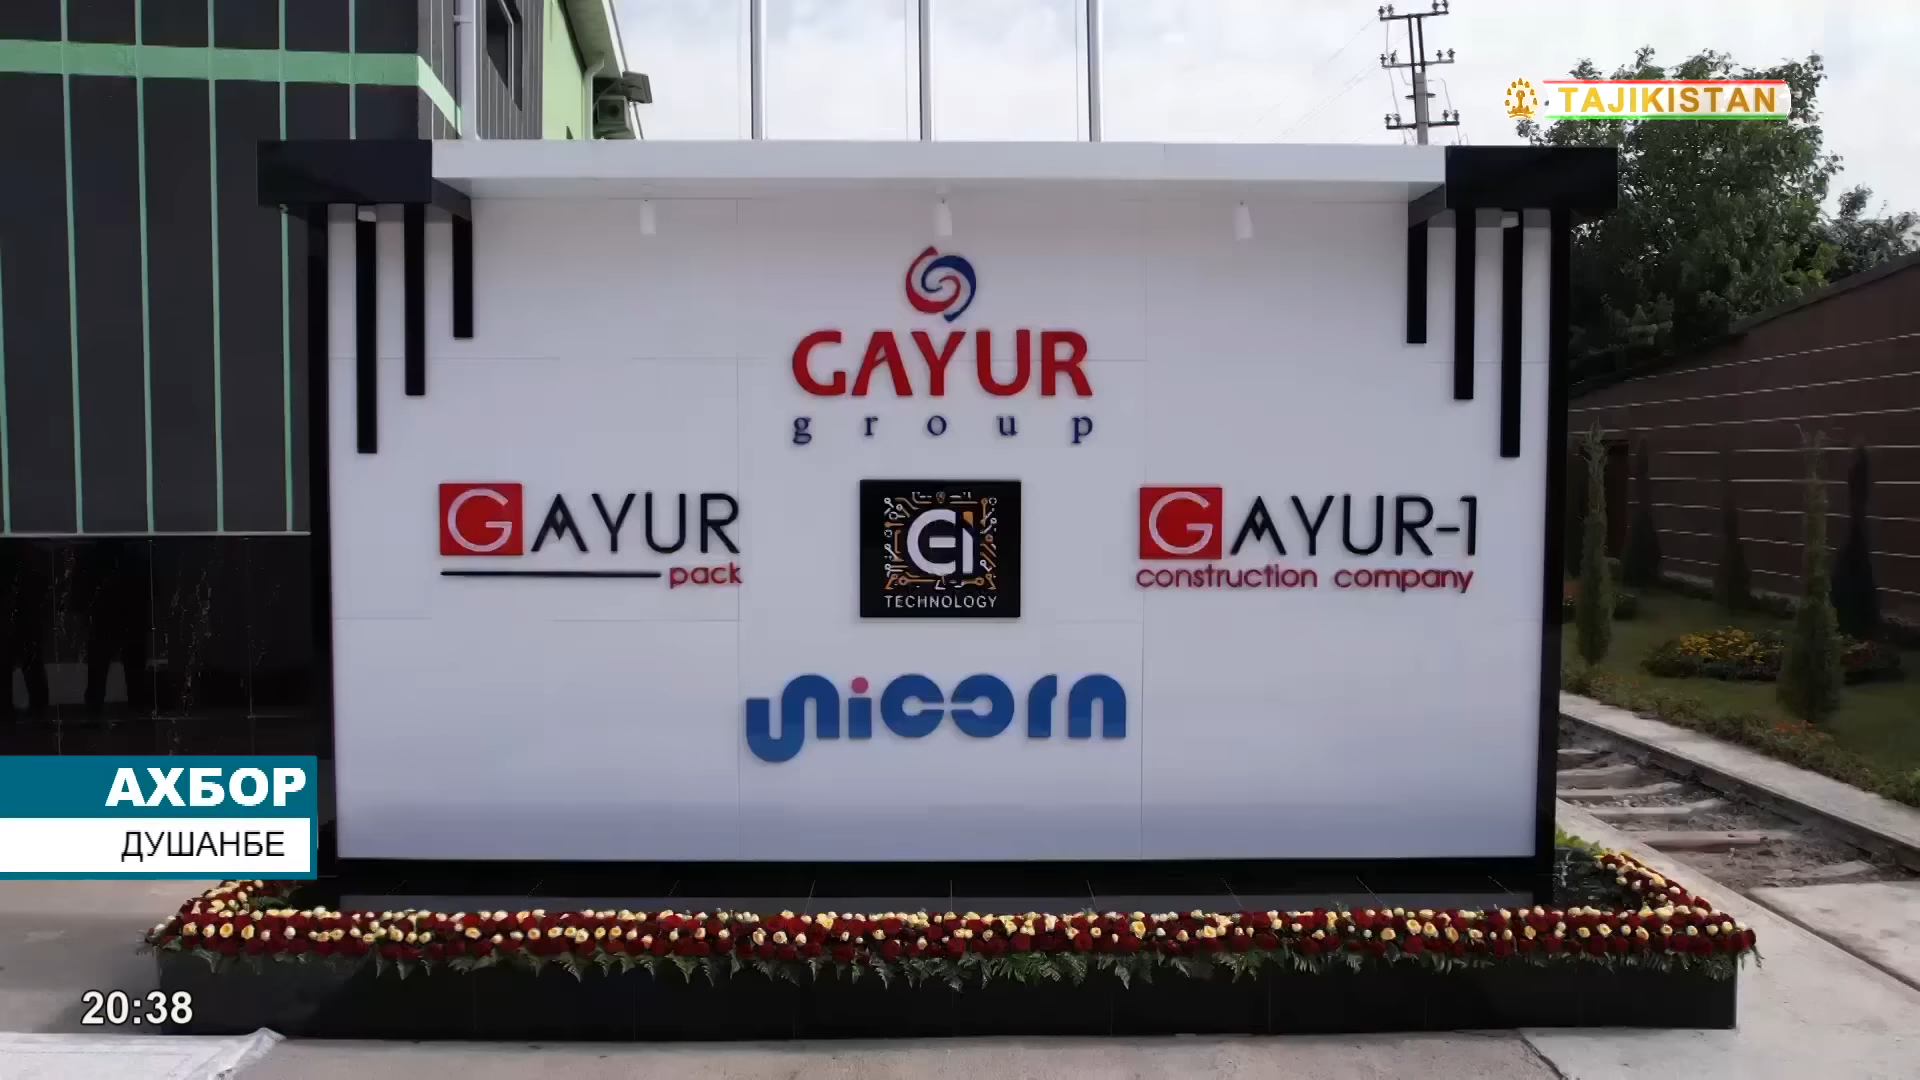 TAJIKISTAN
GAYUR
group
GAYUR
pack
TECHNOLOGY
GAYUR-1
construction company
unicorn
АХБОР
ДУШАНБЕ
20:38